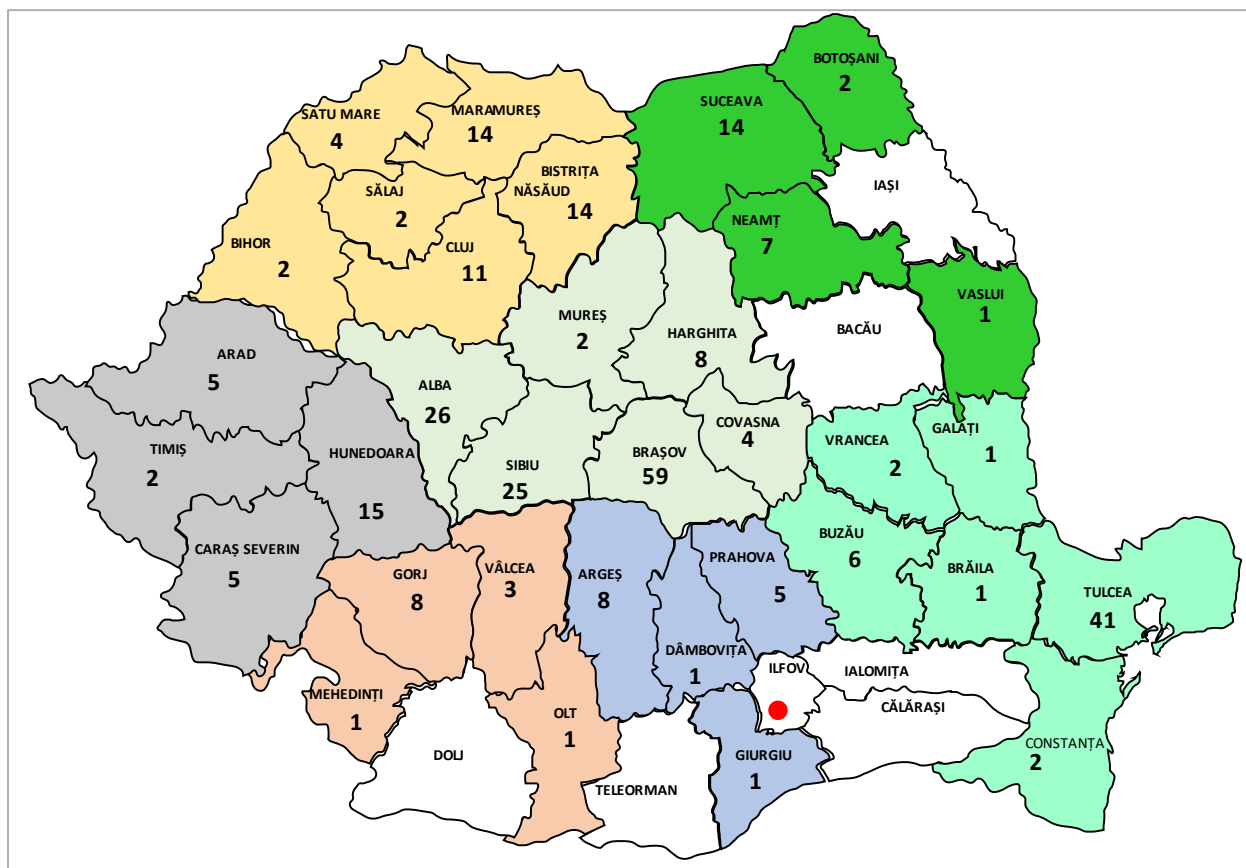 BOTOȘANI
2
SUCEAVA
14
SATU MARE
4
MARAMUREȘ
14
BISTRIȚA
NĂSĂUD
14
SĂLAJ
2
IAȘI
NEAMȚ
7
BIHOR
2
CLUJ
11
VASLUI
1
MUREȘ
2
HARGHITA
8
BACĂU
ARAD
5
ALBA
26
COVASNA
4
VRANCEA
2
GALAȚI
1
TIMIȘ
2
HUNEDOARA
15
SIBIU
25
BRAȘOV
59
CARAȘ SEVERIN
5
GORJ
8
VÂLCEA
3
ARGEȘ
8
PRAHOVA
5
BUZĂU
6
BRĂILA
1
TULCEA
41
DÂMBOVIȚA
1
ILFOV
IALOMIȚA
MEHEDINȚI
1
OLT
1
CĂLĂRAȘI
DOLJ
TELEORMAN
GIURGIU
1
CONSTANȚA
2